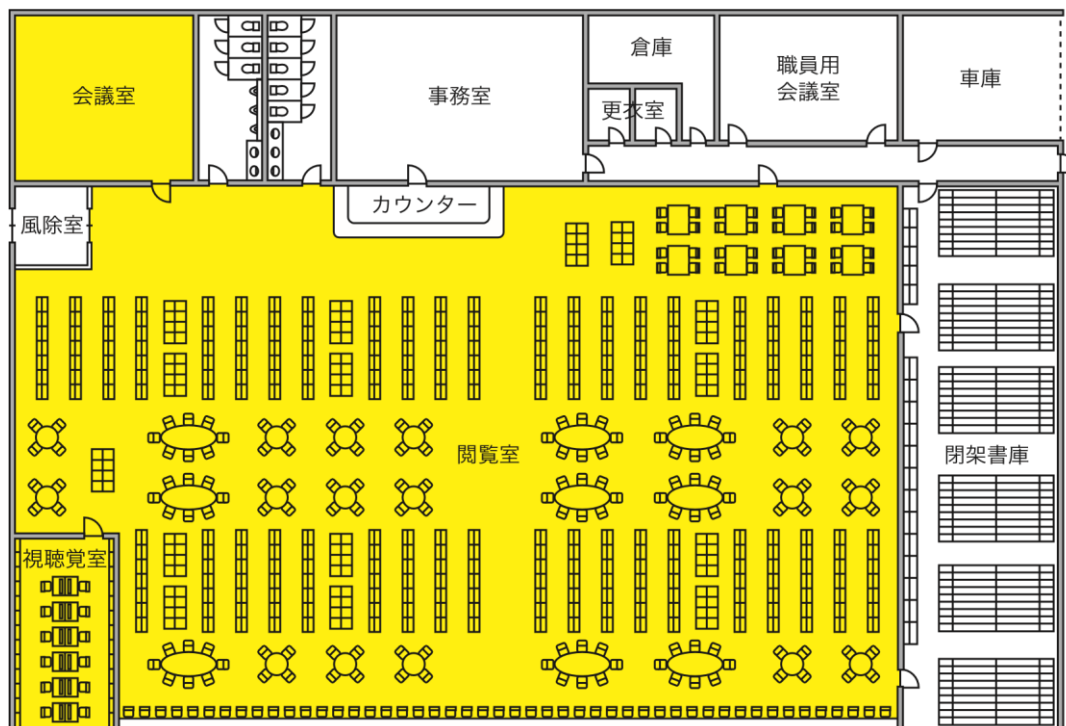 会議室
事務室
倉庫
更衣室
職員用
会議室
車庫
風除室
カウンター
閲覧室
閉架書庫
視聴覚室